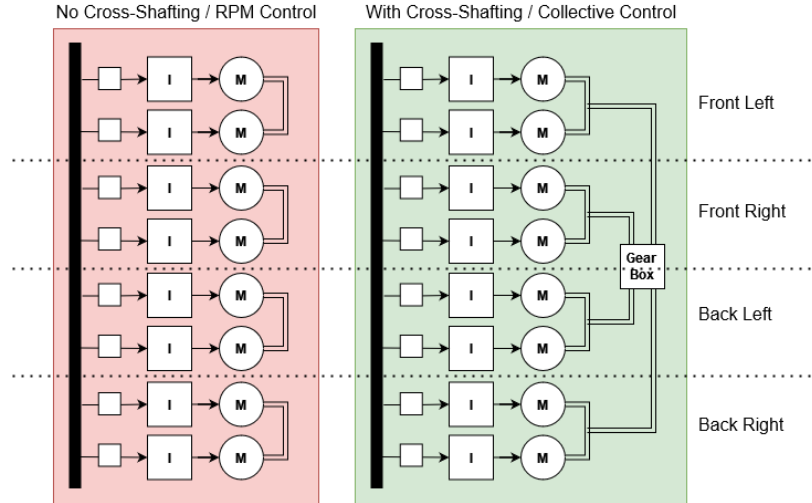 No Cross-Shafting / RPM Control
With Cross-Shafting / Collective Control
I M I M
Front Left
I M I M
I M I M
Front Right
I M I M
Gear
Box
I M I M
Back Left
I M I M
I M I M
Back Right
I M I M